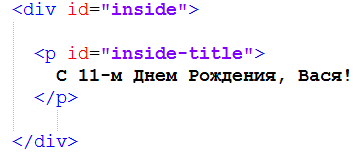 <div id="inside">
<p id="inside-title">
С 11-м Днем Рождения, Вася!
</p>
</div>